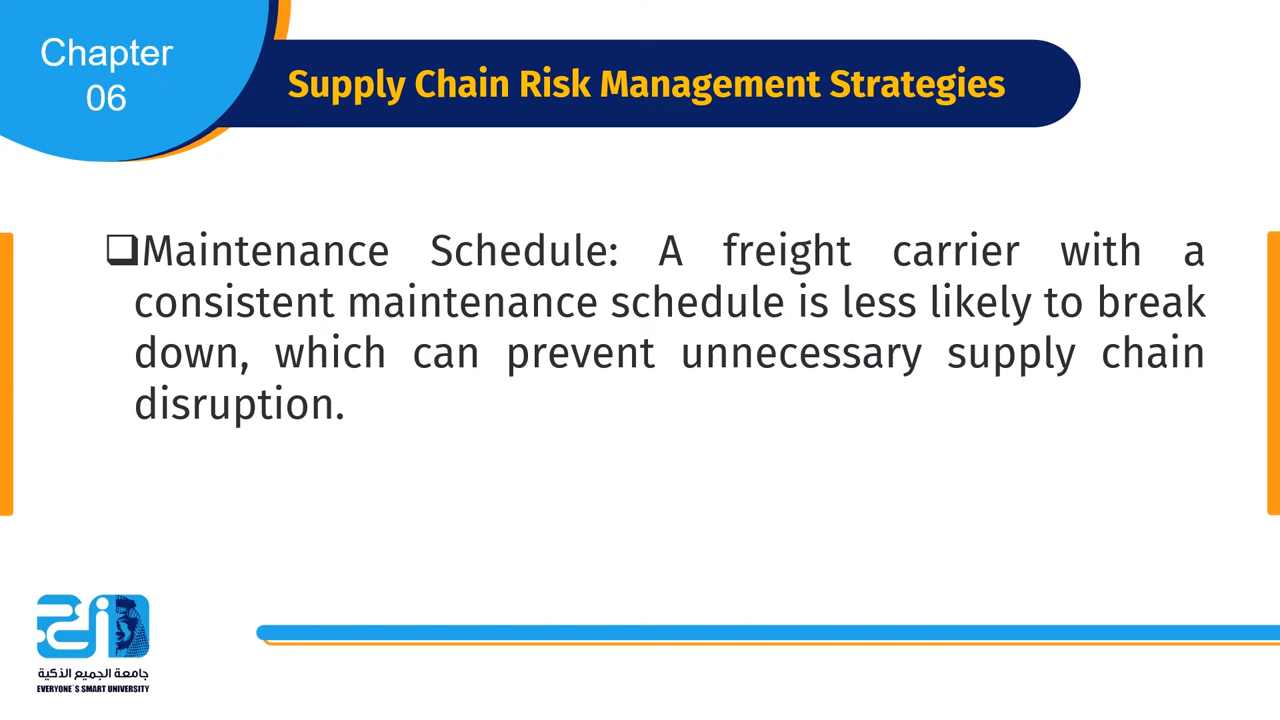 Chapter
06
Supply Chain Risk Management Strategies
❑Maintenance Schedule: A freight carrier with a
consistent maintenance schedule is less likely to break
down, which can prevent unnecessary supply chain
disruption.
جامعة الجميع الذكية
EVERYONE`S SMART UNIVERSITY